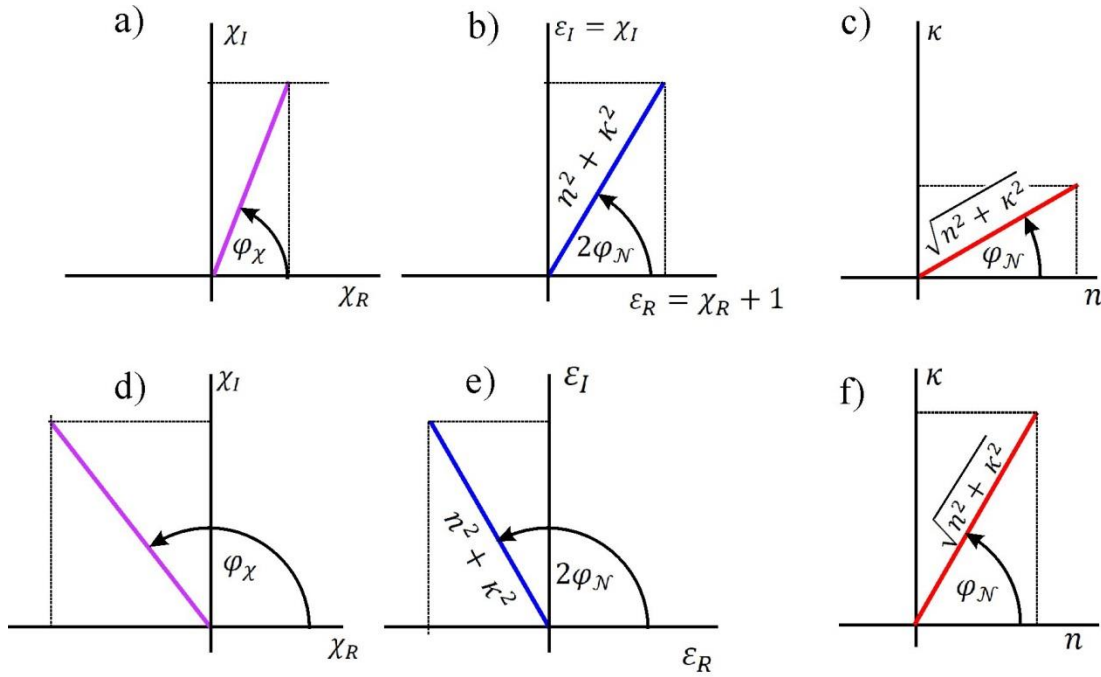 a)
χ_I
φ_χ
χ_R
b)
ε_I = χ_I
n² + κ²
2φ_𝒩
ε_R = χ_R + 1
c)
κ
√n² + κ²
φ_𝒩
n
d)
χ_I
φ_χ
χ_R
e)
ε_I
n² + κ²
2φ_𝒩
ε_R
f)
κ
√n² + κ²
φ_𝒩
n